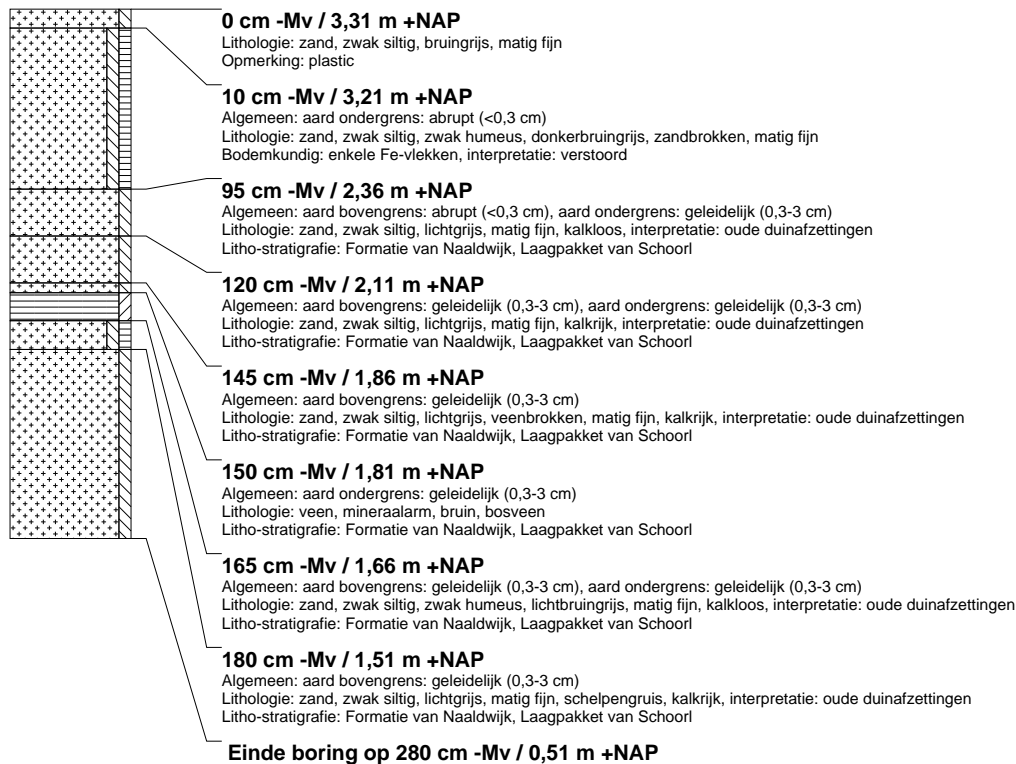 0 cm -Mv / 3,31 m +NAP
Lithologie: zand, zwak siltig, bruingrijs, matig fijn
Opmerking: plastic
10 cm -Mv / 3,21 m +NAP
Algemeen: aard ondergrens: abrupt (<0,3 cm)
Lithologie: zand, zwak siltig, zwak humeus, donkerbruingrijs, zandbrokken, matig fijn
Bodemkundig: enkele Fe-vlekken, interpretatie: verstoord
95 cm -Mv / 2,36 m +NAP
Algemeen: aard bovengrens: abrupt (<0,3 cm), aard ondergrens: geleidelijk (0,3-3 cm)
Lithologie: zand, zwak siltig, lichtgrijs, matig fijn, kalkloos, interpretatie: oude duinafzettingen
Litho-stratigrafie: Formatie van Naaldwijk, Laagpakket van Schoorl
120 cm -Mv / 2,11 m +NAP
Algemeen: aard bovengrens: geleidelijk (0,3-3 cm), aard ondergrens: geleidelijk (0,3-3 cm)
Lithologie: zand, zwak siltig, lichtgrijs, matig fijn, kalkrijk, interpretatie: oude duinafzettingen
Litho-stratigrafie: Formatie van Naaldwijk, Laagpakket van Schoorl
145 cm -Mv / 1,86 m +NAP
Algemeen: aard bovengrens: geleidelijk (0,3-3 cm)
Lithologie: zand, zwak siltig, lichtgrijs, veenbrokken, matig fijn, kalkrijk, interpretatie: oude duinafzettingen
Litho-stratigrafie: Formatie van Naaldwijk, Laagpakket van Schoorl
150 cm -Mv / 1,81 m +NAP
Algemeen: aard ondergrens: geleidelijk (0,3-3 cm)
Lithologie: veen, mineraalarm, bruin, bosveen
Litho-stratigrafie: Formatie van Naaldwijk, Laagpakket van Schoorl
165 cm -Mv / 1,66 m +NAP
Algemeen: aard bovengrens: geleidelijk (0,3-3 cm), aard ondergrens: geleidelijk (0,3-3 cm)
Lithologie: zand, zwak siltig, zwak humeus, lichtbruingrijs, matig fijn, kalkloos, interpretatie: oude duinafzettingen
Litho-stratigrafie: Formatie van Naaldwijk, Laagpakket van Schoorl
180 cm -Mv / 1,51 m +NAP
Algemeen: aard bovengrens: geleidelijk (0,3-3 cm)
Lithologie: zand, zwak siltig, lichtgrijs, matig fijn, schelpengruis, kalkrijk, interpretatie: oude duinafzettingen
Litho-stratigrafie: Formatie van Naaldwijk, Laagpakket van Schoorl
Einde boring op 280 cm -Mv / 0,51 m +NAP